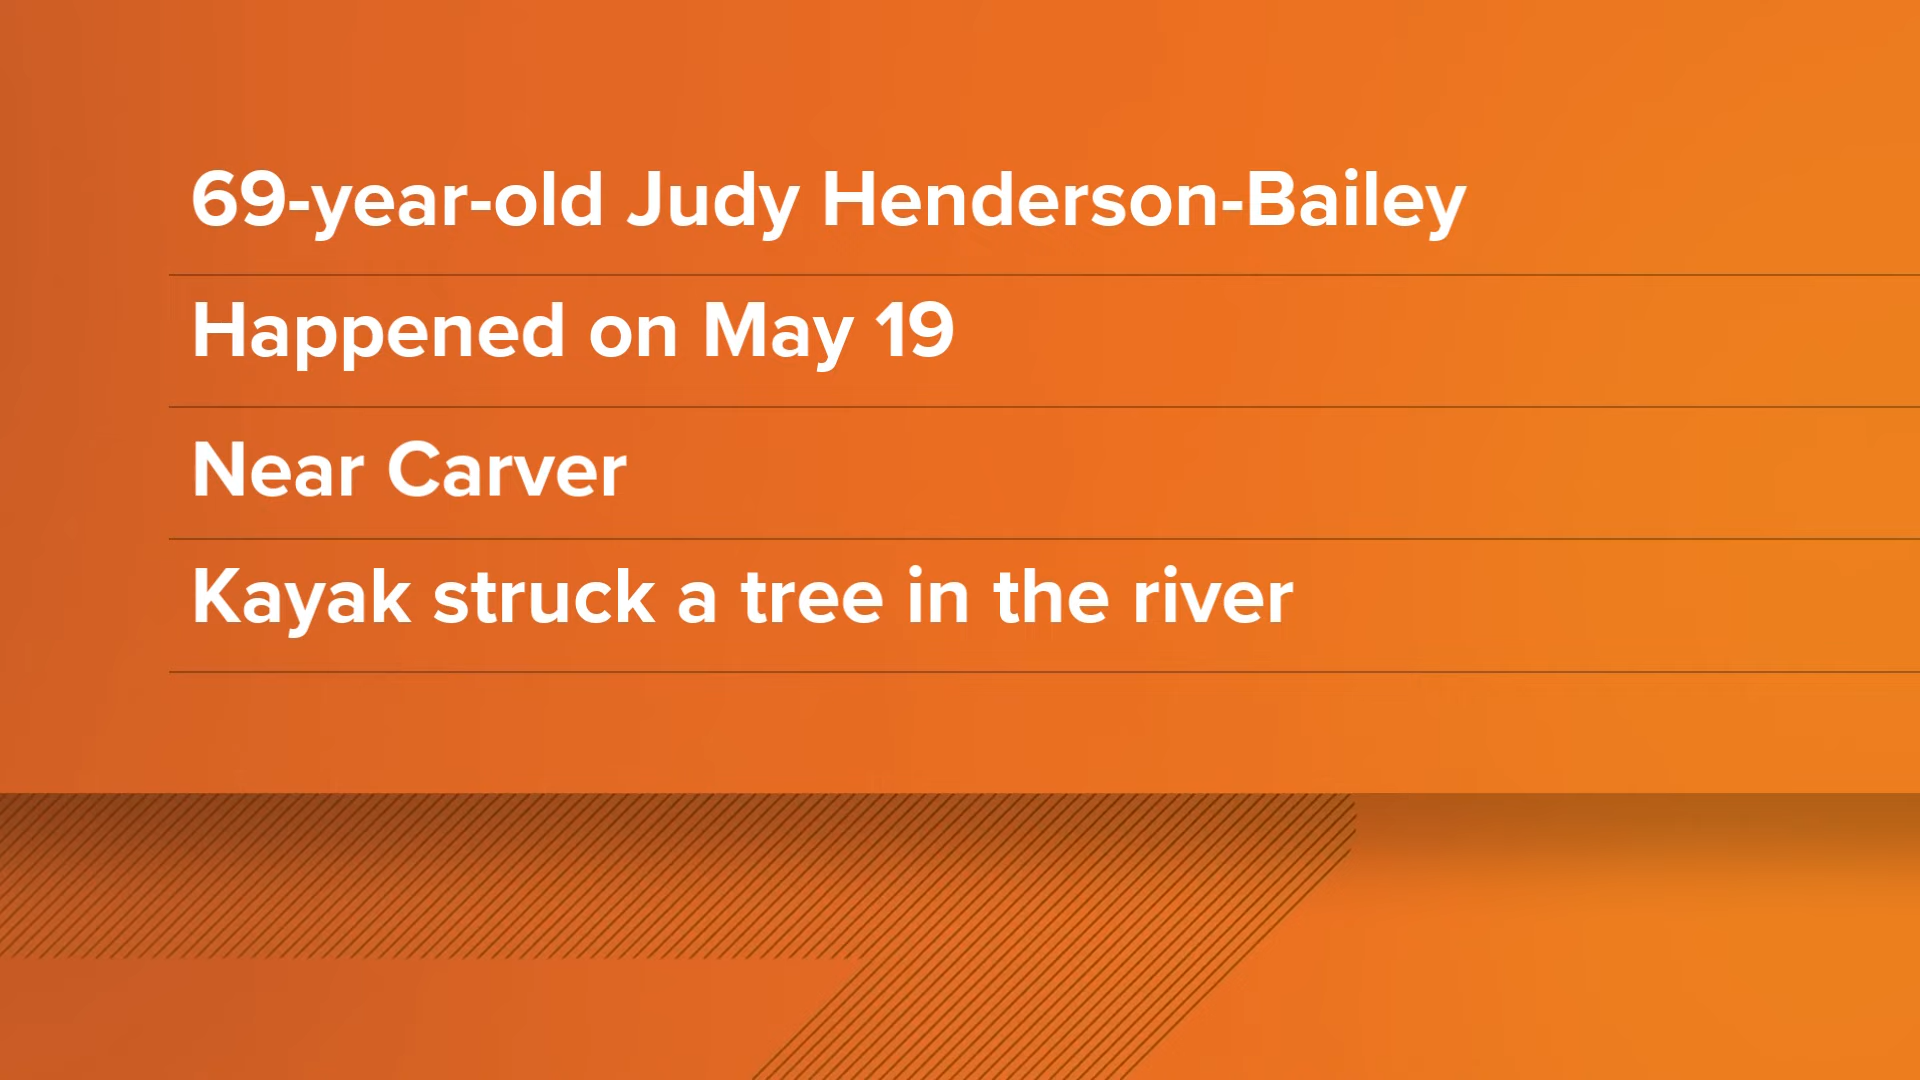 69-year-old Judy Henderson-Bailey
Happened on May 19
Near Carver
Kayak struck a tree in the river